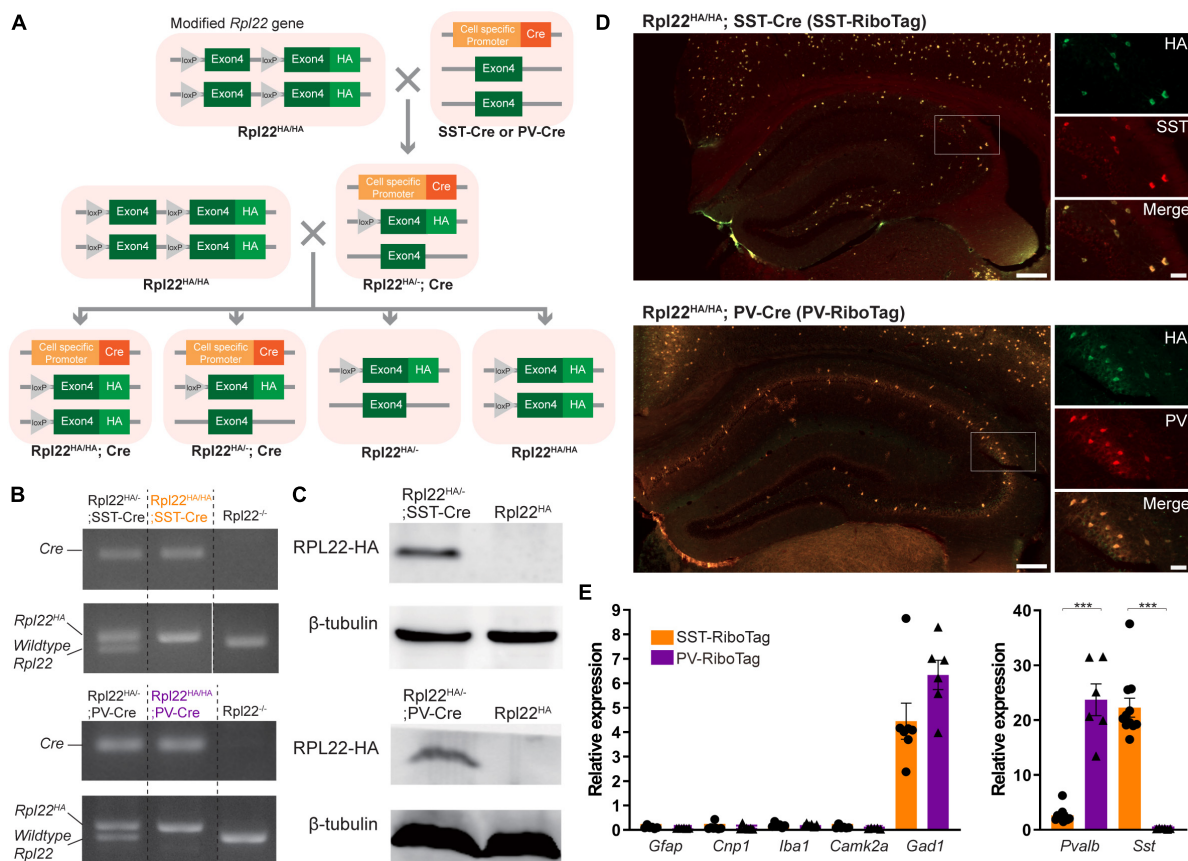 A
Modified Rpl22 gene
loxP Exon4 loxP Exon4 HA
loxP Exon4 loxP Exon4 HA
Rpl22HA/HA
Cell specific
Promoter Cre
Exon4
Exon4
SST-Cre or PV-Cre
loxP Exon4 loxP Exon4 HA
loxP Exon4 loxP Exon4 HA
Rpl22HA/HA
Cell specific
Promoter Cre
loxP Exon4 HA
Exon4
Rpl22HA/-; Cre
Cell specific
Promoter Cre
loxP Exon4 HA
loxP Exon4 HA
Rpl22HA/HA; Cre
Cell specific
Promoter Cre
loxP Exon4 HA
Exon4
Rpl22HA/-; Cre
loxP Exon4 HA
Exon4
Rpl22HA/-
loxP Exon4 HA
loxP Exon4 HA
Rpl22HA/HA
B
Rpl22HA/-
;SST-Cre
Rpl22HA/HA
;SST-Cre
Rpl22-/-
Cre
Rpl22HA
Wildtype
Rpl22
Rpl22HA/-
;PV-Cre
Rpl22HA/HA
;PV-Cre
Rpl22-/-
Cre
Rpl22HA
Wildtype
Rpl22
C
Rpl22HA/-
;SST-Cre
Rpl22HA
RPL22-HA
β-tubulin
Rpl22HA/-
;PV-Cre
Rpl22HA
RPL22-HA
β-tubulin
D
Rpl22HA/HA; SST-Cre (SST-RiboTag)
HA
SST
Merge
Rpl22HA/HA; PV-Cre (PV-RiboTag)
HA
PV
Merge
E
Relative expression
9
8
7
6
5
4
3
2
1
0
SST-RiboTag
PV-RiboTag
Gfap Cnp1 Iba1 Camk2a Gad1
Relative expression
40
30
20
10
0
*** ***
Pvalb Sst